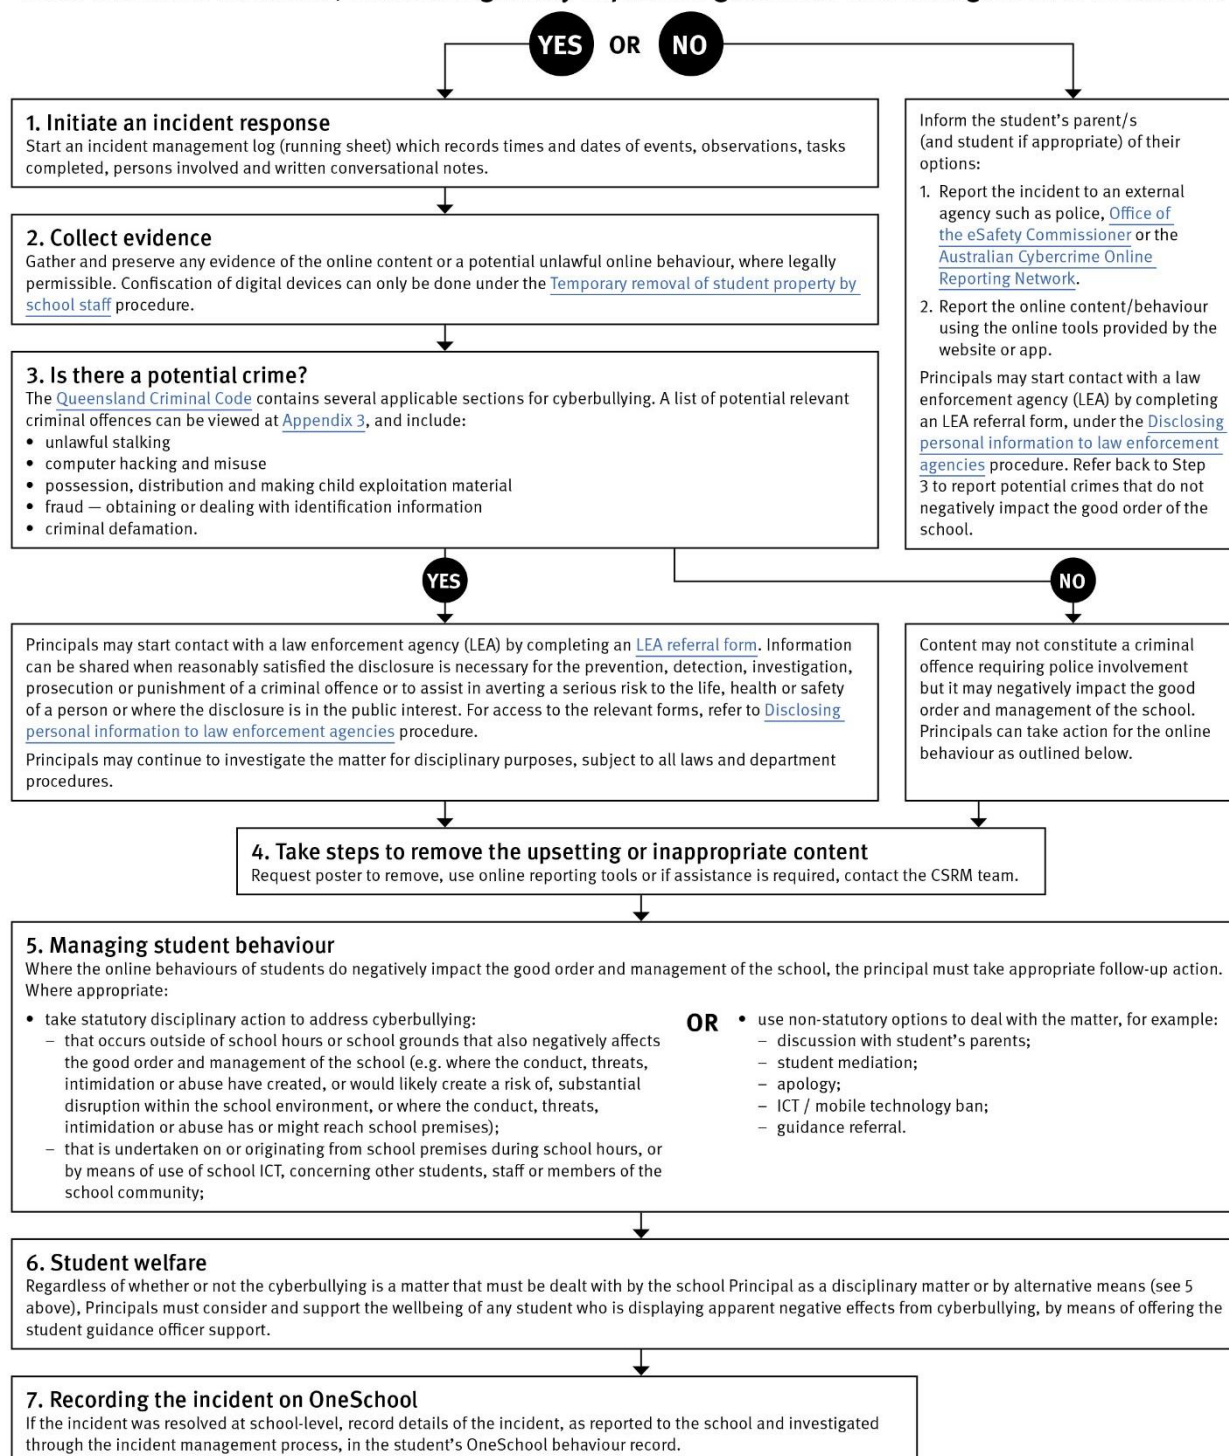 YES OR NO
1. Initiate an incident response
Start an incident management log (running sheet) which records times and dates of events, observations, tasks
completed, persons involved and written conversational notes.
2. Collect evidence
Gather and preserve any evidence of the online content or a potential unlawful online behaviour, where legally
permissible. Confiscation of digital devices can only be done under the Temporary removal of student property by
school staff procedure.
3. Is there a potential crime?
The Queensland Criminal Code contains several applicable sections for cyberbullying. A list of potential relevant
criminal offences can be viewed at Appendix 3, and include:
• unlawful stalking
• computer hacking and misuse
• possession, distribution and making child exploitation material
• fraud — obtaining or dealing with identification information
• criminal defamation.
Inform the student's parent/s
(and student if appropriate) of their
options:
1. Report the incident to an external
agency such as police, Office of
the eSafety Commissioner or the
Australian Cybercrime Online
Reporting Network.
2. Report the online content/behaviour
using the online tools provided by the
website or app.
Principals may start contact with a law
enforcement agency (LEA) by completing
an LEA referral form, under the Disclosing
personal information to law enforcement
agencies procedure. Refer back to Step
3 to report potential crimes that do not
negatively impact the good order of the
school.
YES
NO
Principals may start contact with a law enforcement agency (LEA) by completing an LEA referral form. Information
can be shared when reasonably satisfied the disclosure is necessary for the prevention, detection, investigation,
prosecution or punishment of a criminal offence or to assist in averting a serious risk to the life, health or safety
of a person or where the disclosure is in the public interest. For access to the relevant forms, refer to Disclosing
personal information to law enforcement agencies procedure.
Principals may continue to investigate the matter for disciplinary purposes, subject to all laws and department
procedures.
Content may not constitute a criminal
offence requiring police involvement
but it may negatively impact the good
order and management of the school.
Principals can take action for the online
behaviour as outlined below.
4. Take steps to remove the upsetting or inappropriate content
Request poster to remove, use online reporting tools or if assistance is required, contact the CSRM team.
5. Managing student behaviour
Where the online behaviours of students do negatively impact the good order and management of the school, the principal must take appropriate follow-up action.
Where appropriate:
• take statutory disciplinary action to address cyberbullying:
– that occurs outside of school hours or school grounds that also negatively affects
the good order and management of the school (e.g. where the conduct, threats,
intimidation or abuse have created, or would likely create a risk of, substantial
disruption within the school environment, or where the conduct, threats,
intimidation or abuse has or might reach school premises);
– that is undertaken on or originating from school premises during school hours, or
by means of use of school ICT, concerning other students, staff or members of the
school community;
OR
• use non-statutory options to deal with the matter, for example:
– discussion with student's parents;
– student mediation;
– apology;
– ICT / mobile technology ban;
– guidance referral.
6. Student welfare
Regardless of whether or not the cyberbullying is a matter that must be dealt with by the school Principal as a disciplinary matter or by alternative means (see 5
above), Principals must consider and support the wellbeing of any student who is displaying apparent negative effects from cyberbullying, by means of offering the
student guidance officer support.
7. Recording the incident on OneSchool
If the incident was resolved at school-level, record details of the incident, as reported to the school and investigated
through the incident management process, in the student's OneSchool behaviour record.